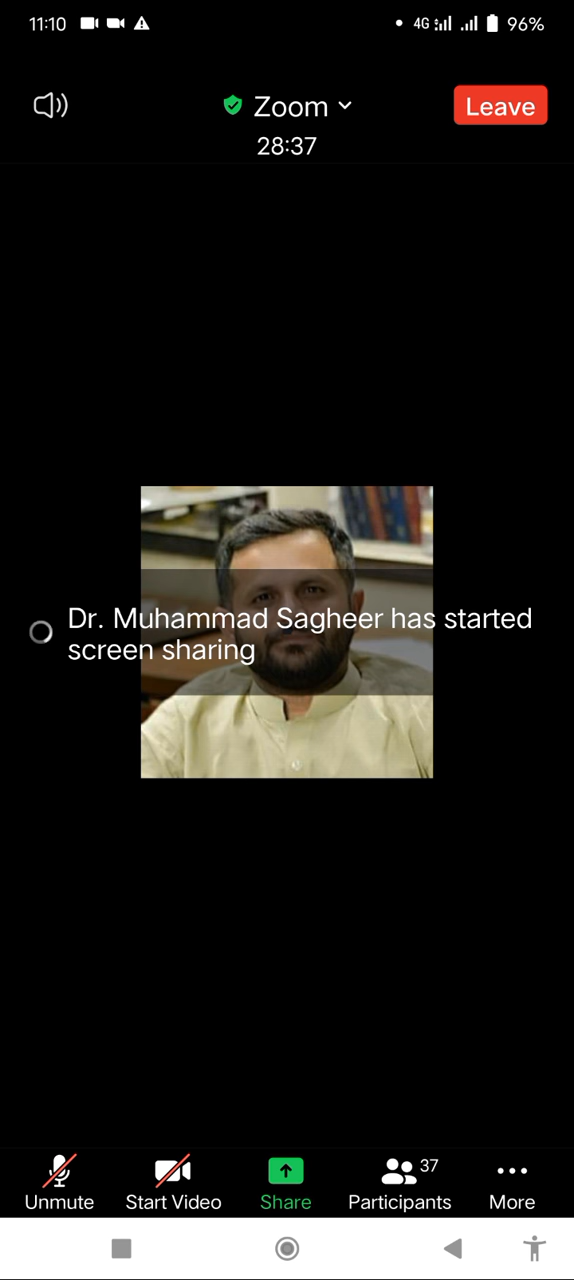 11:10 4G 96%
Zoom Leave
28:37
Dr. Muhammad Sagheer has started
screen sharing
37
Unmute Start Video Share Participants More